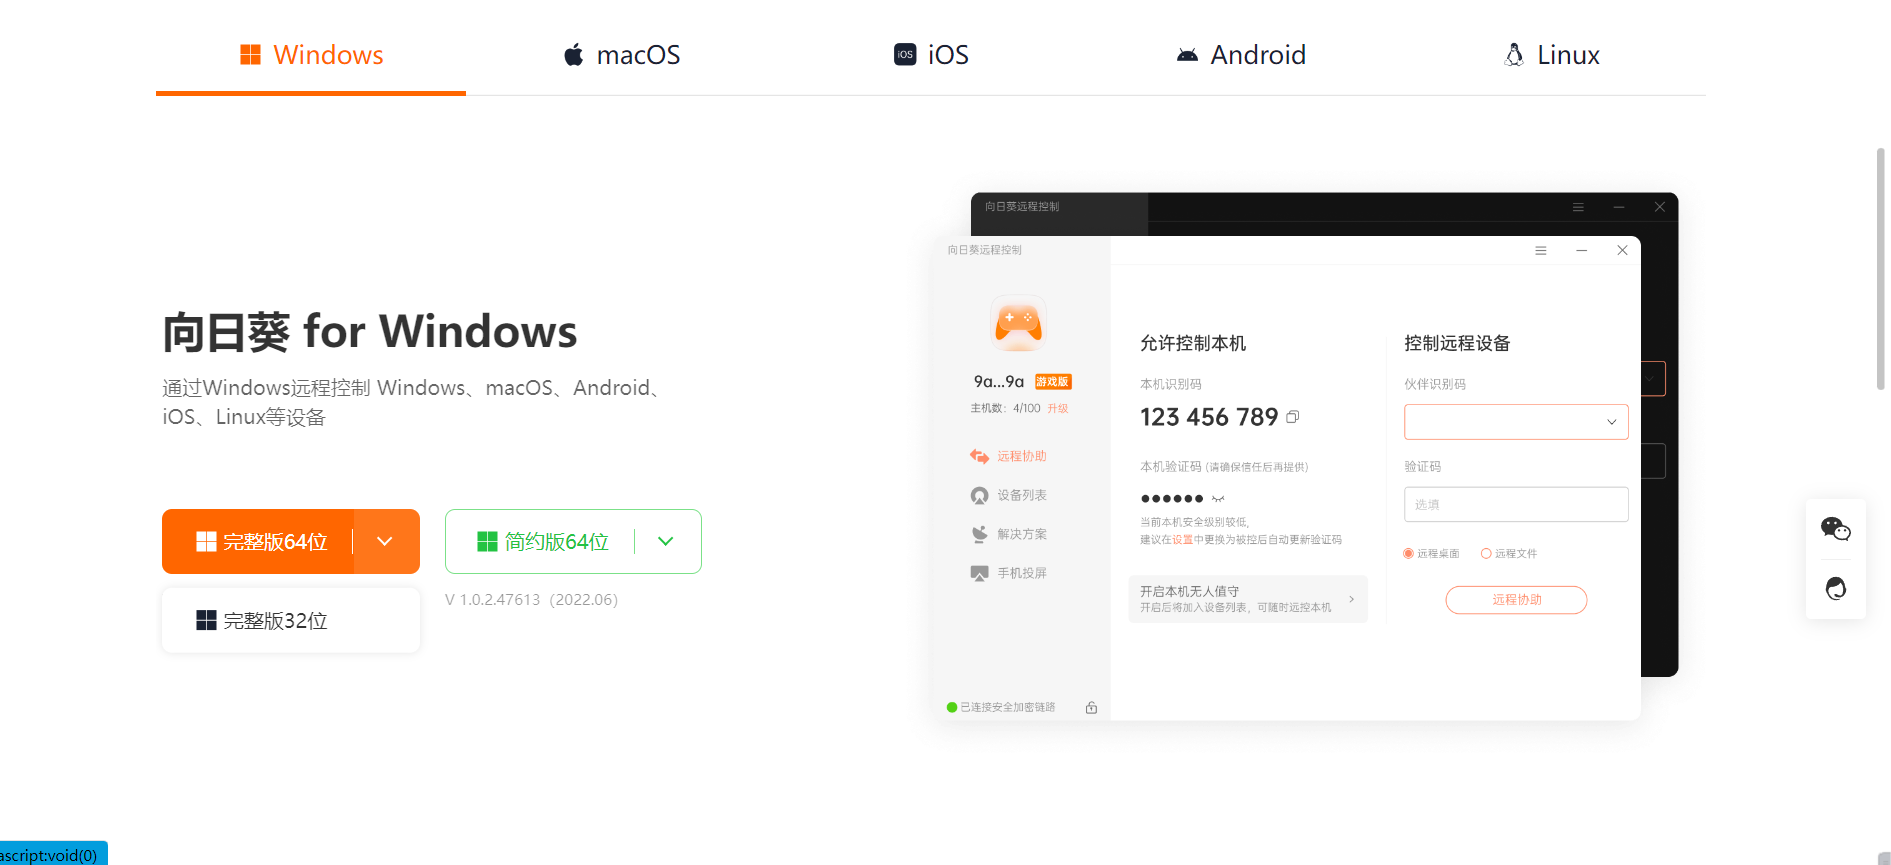 Windows
macOS
iOS
iOS
Android
Linux
向日葵 for Windows
通过Windows远程控制 Windows、macOS、Android、
iOS、Linux等设备
完整版64位
简约版64位
完整版32位
V 1.0.2.47613（2022.06）
向日葵远程控制
向日葵远程控制
9a...9a 游戏版
主机数：4/100 升级
远程协助
设备列表
解决方案
手机投屏
已连接安全加密链路
允许控制本机
本机识别码
123 456 789
本机验证码 (请确保信任后再提供)
当前本机安全级别较低,
建议在设置中更换为被控后自动更新验证码
开启本机无人值守
开启后将加入设备列表，可随时远控本机
控制远程设备
伙伴识别码
验证码
选填
远程桌面
远程文件
远程协助
ascript:void(0)